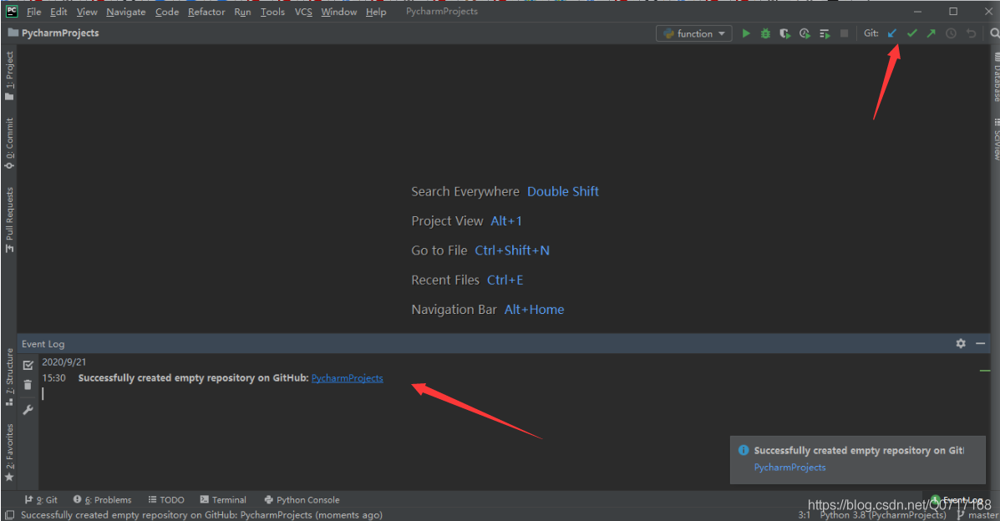 PC File Edit View Navigate Code Refactor Run Tools VCS Window Help PycharmProjects
PycharmProjects function Git:
1: Project
0: Commit
Pull Requests
7: Structure
2: Favorites
Database
SciView
Search Everywhere Double Shift
Project View Alt+1
Go to File Ctrl+Shift+N
Recent Files Ctrl+E
Navigation Bar Alt+Home
Event Log
2020/9/21
15:30 Successfully created empty repository on GitHub: PycharmProjects
Successfully created empty repository on Git
PycharmProjects
9: Git 6: Problems TODO Terminal Python Console 1 Event Log
https://blog.csdn.net/Q0717168
Successfully created empty repository on GitHub: PycharmProjects (moments ago) 3:1 Python 3.8 (PycharmProjects) master